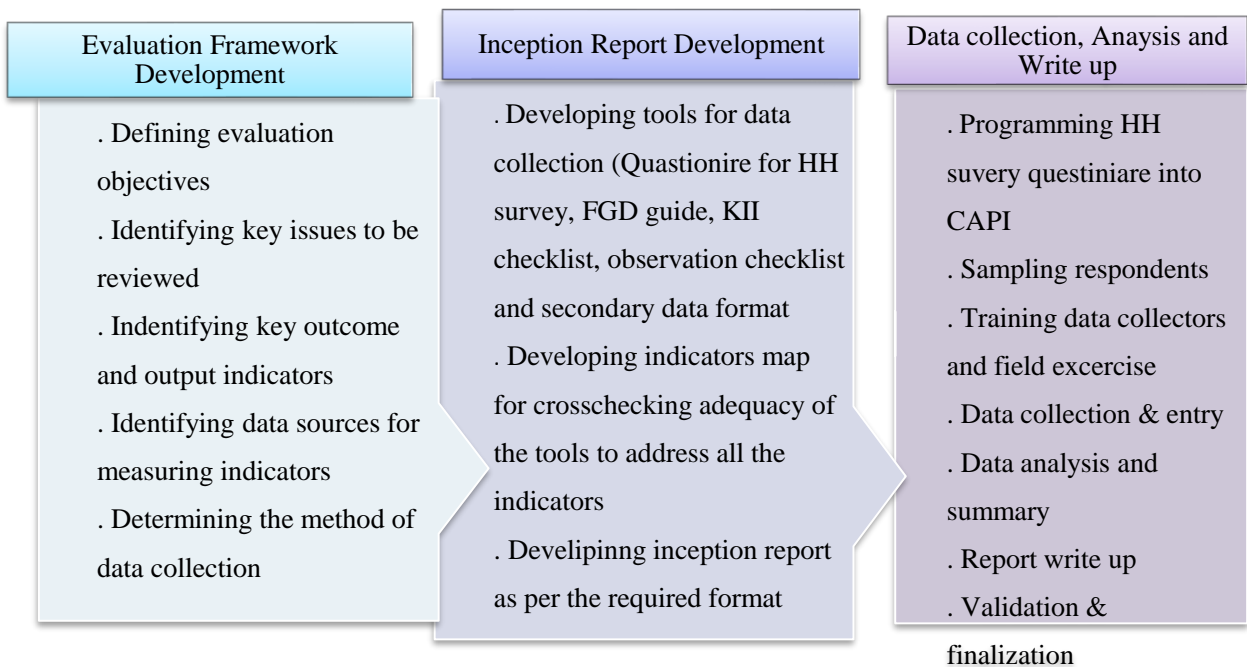 Evaluation Framework
Development
. Defining evaluation
objectives
. Identifying key issues to be
reviewed
. Indentifying key outcome
and output indicators
. Identifying data sources for
measuring indicators
. Determining the method of
data collection
Inception Report Development
. Developing tools for data
collection (Quastionire for HH
survey, FGD guide, KII
checklist, observation checklist
and secondary data format
. Developing indicators map
for crosschecking adequacy of
the tools to address all the
indicators
. Develipinng inception report
as per the required format
Data collection, Anaysis and
Write up
. Programming HH
suvery questiniare into
CAPI
. Sampling respondents
. Training data collectors
and field excercise
. Data collection & entry
. Data analysis and
summary
. Report write up
. Validation &
finalization